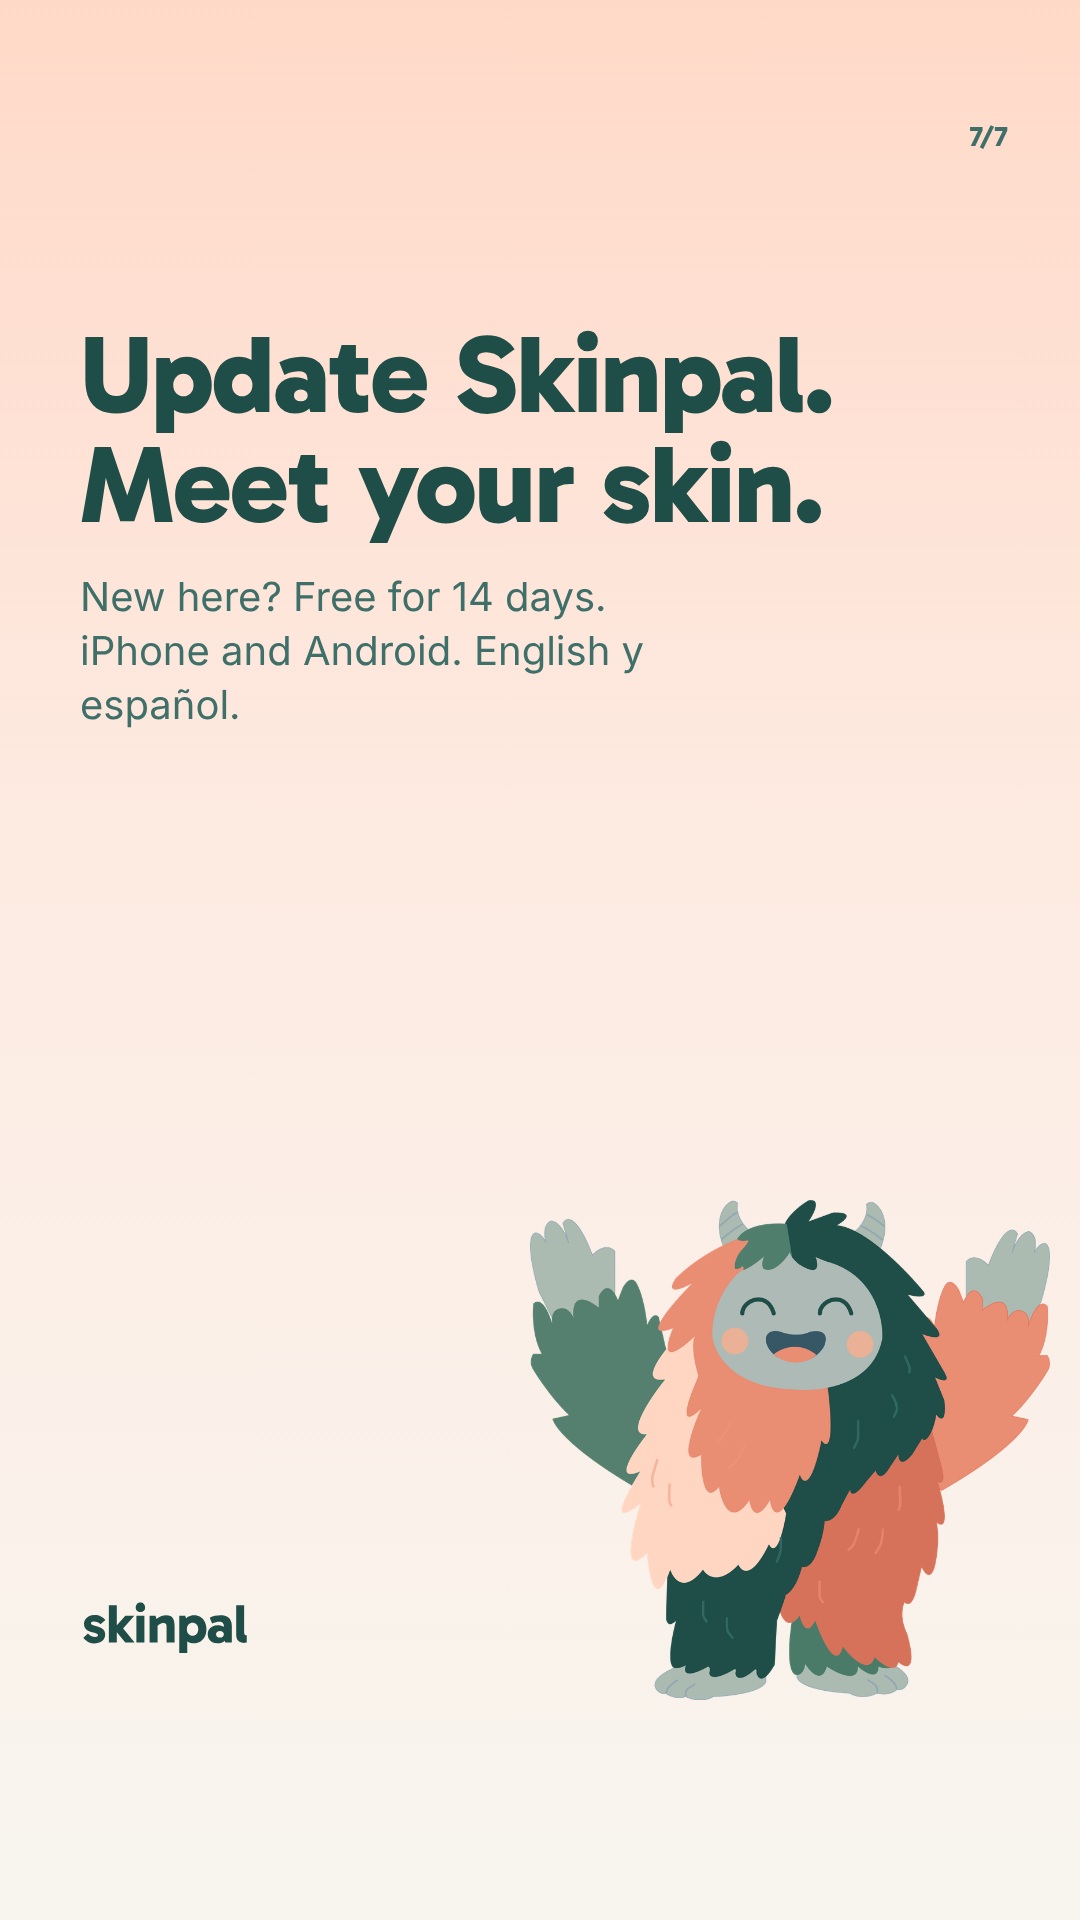 7/7
Update Skinpal.
Meet your skin.
New here? Free for 14 days.
iPhone and Android. English y
español.
skinpal